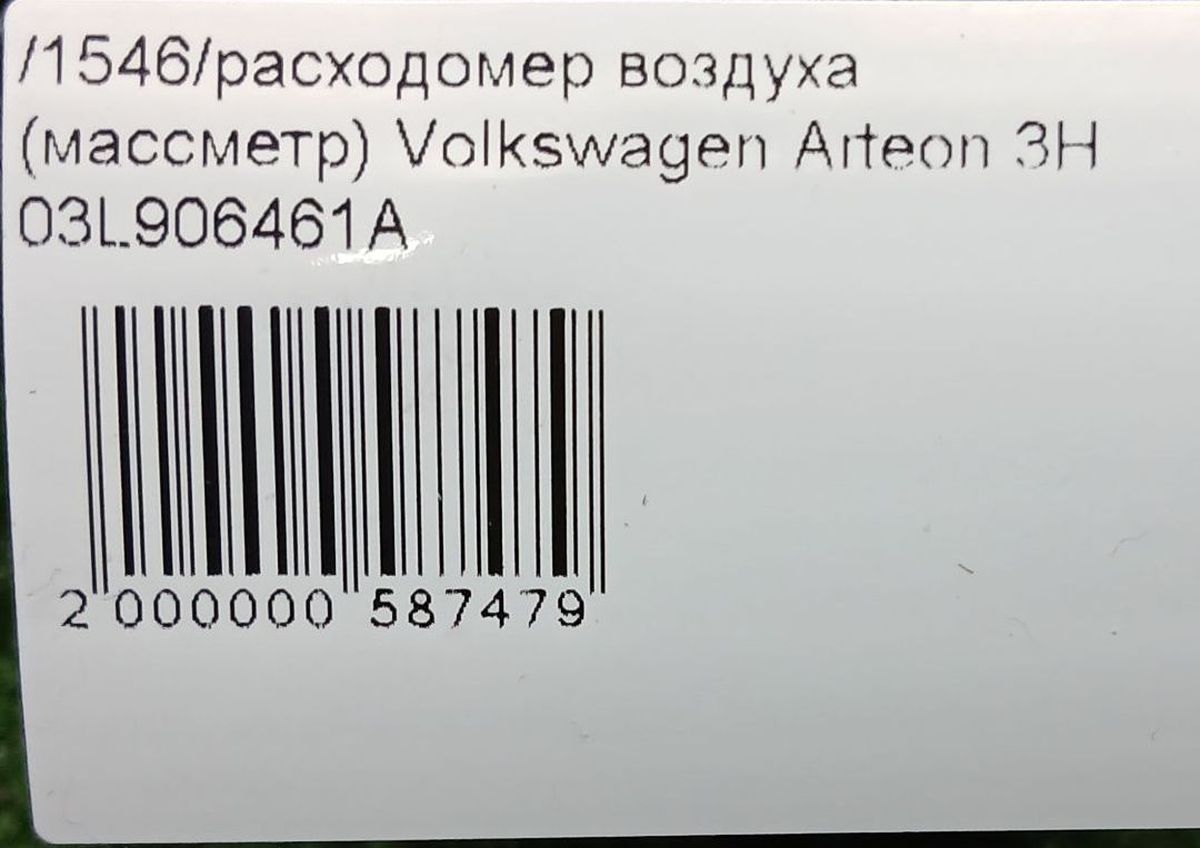 /1546/расходомер воздуха
(массметр) Volkswagen Arteon 3H
03L906461A
2 000000 587479